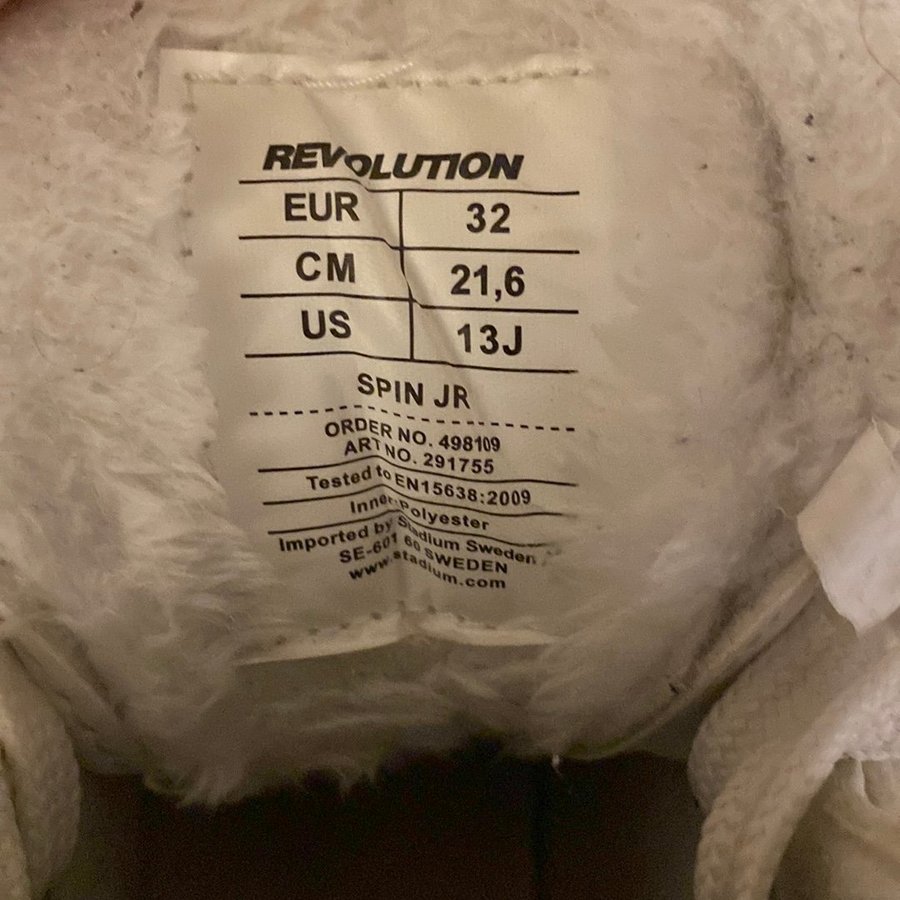 REVOLUTION
EUR 32
CM 21,6
US 13J
SPIN JR
ORDER NO. 498109
ART NO. 291755
Tested to EN15638:2009
Inner: Polyester
Imported by Stadium Sweden
SE-601 60 SWEDEN
www.stadium.com